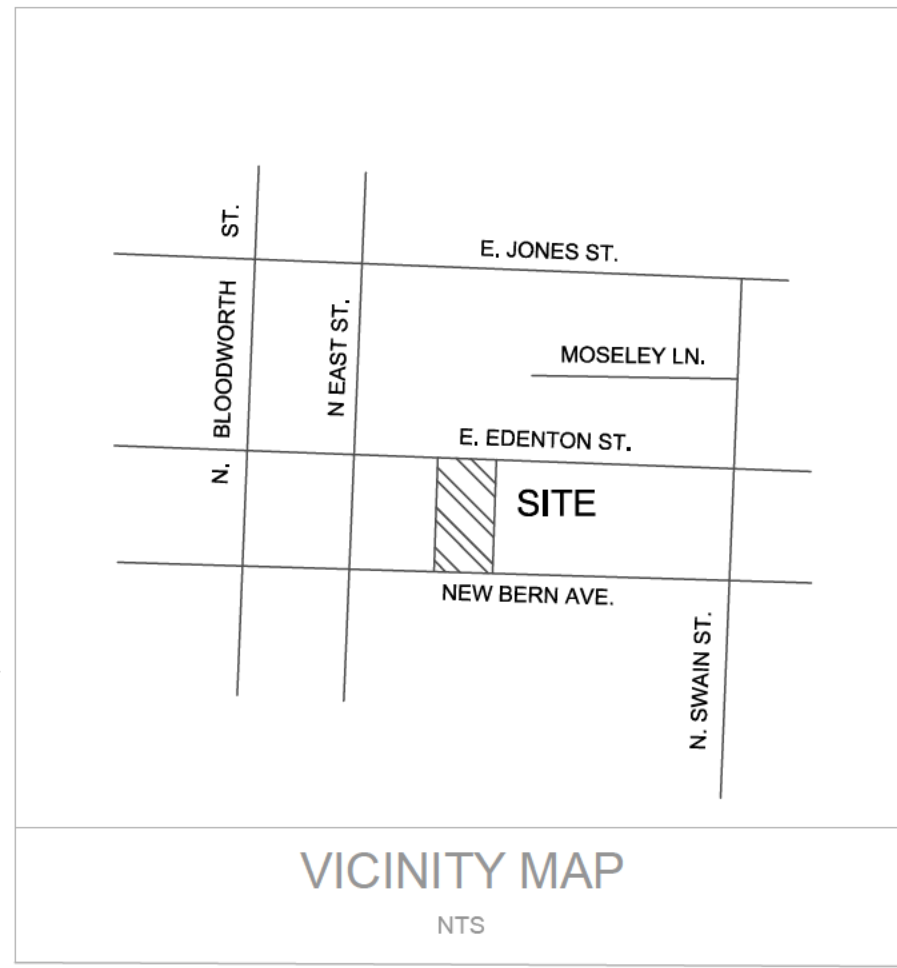 E. JONES ST.
N. BLOODWORTH ST.
N EAST ST.
MOSELEY LN.
E. EDENTON ST.
SITE
NEW BERN AVE.
N. SWAIN ST.
VICINITY MAP
NTS